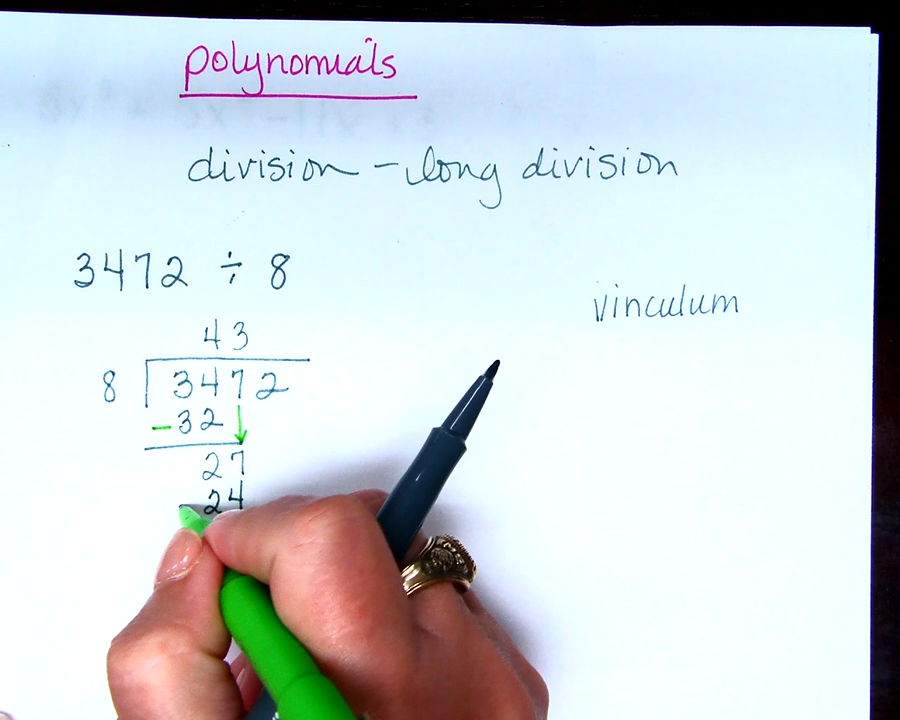 polynomials
division - long division
3472 ÷ 8
vinculum
43
8 3472
- 32
27
24